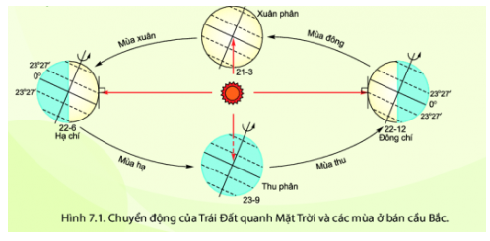 Xuân phân
Mùa xuân
Mùa đông
21-3
23°27'
0°
23°27'
22-6
Hạ chí
23°27'
0°
23°27'
22-12
Đông chí
Mùa hạ
Mùa thu
Thu phân
23-9
Hình 7.1. Chuyển động của Trái Đất quanh Mặt Trời và các mùa ở bán cầu Bắc.